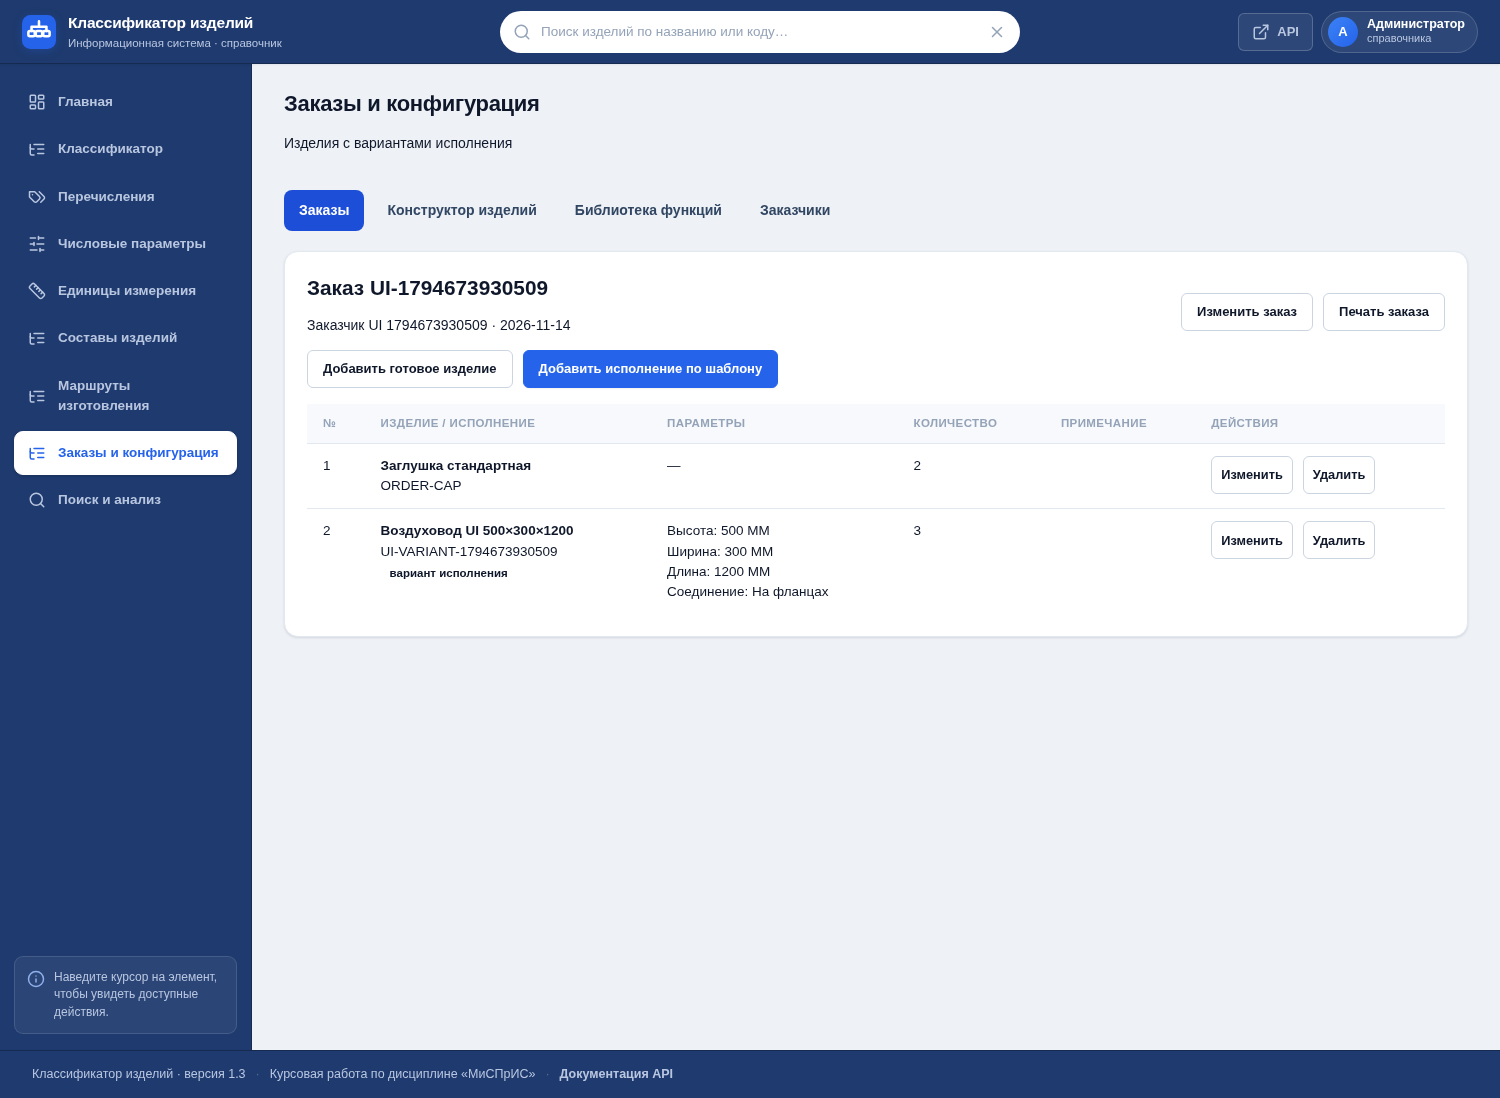 Классификатор изделий
Информационная система · справочник
Поиск изделий по названию или коду…
API
А
Администратор
справочника
Главная
Классификатор
Перечисления
Числовые параметры
Единицы измерения
Составы изделий
Маршруты
изготовления
Заказы и конфигурация
Поиск и анализ
Наведите курсор на элемент,
чтобы увидеть доступные
действия.
Заказы и конфигурация
Изделия с вариантами исполнения
Заказы
Конструктор изделий
Библиотека функций
Заказчики
Заказ UI-1794673930509
Заказчик UI 1794673930509 · 2026-11-14
Изменить заказ
Печать заказа
Добавить готовое изделие
Добавить исполнение по шаблону
№ ИЗДЕЛИЕ / ИСПОЛНЕНИЕ ПАРАМЕТРЫ КОЛИЧЕСТВО ПРИМЕЧАНИЕ ДЕЙСТВИЯ
1 Заглушка стандартная — 2 Изменить Удалить
ORDER-CAP
2 Воздуховод UI 500×300×1200 Высота: 500 ММ 3 Изменить Удалить
UI-VARIANT-1794673930509 Ширина: 300 ММ
вариант исполнения Длина: 1200 ММ
Соединение: На фланцах
Классификатор изделий · версия 1.3 · Курсовая работа по дисциплине «МиСПрИС» · Документация API